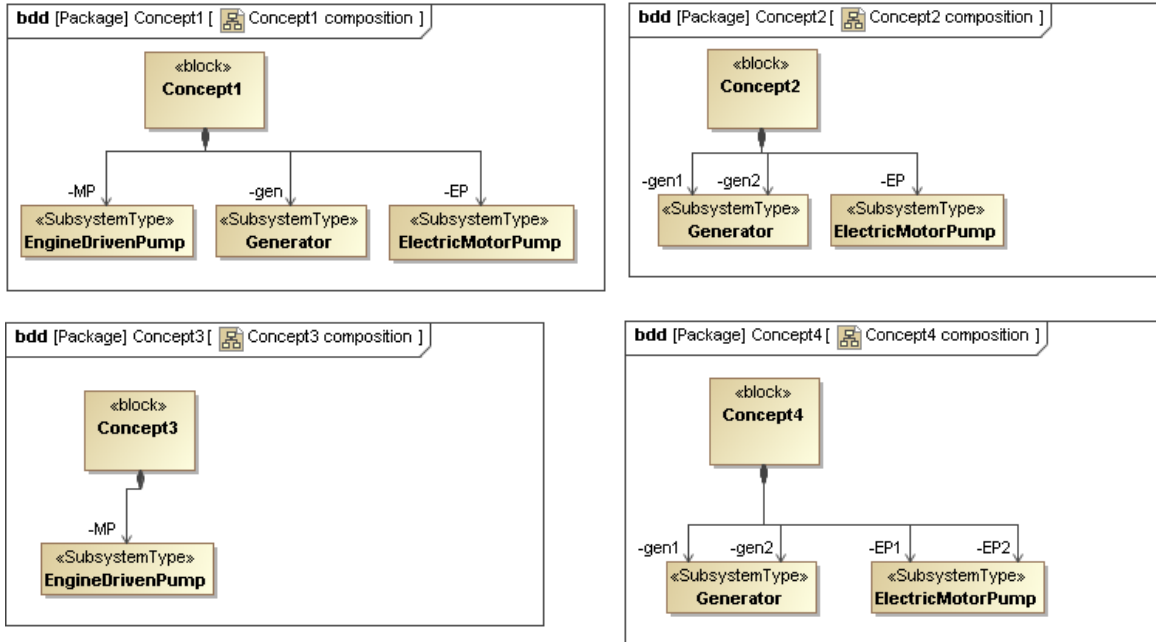 bdd [Package] Concept1 [ Concept1 composition ]
«block»
Concept1
-MP
-gen
-EP
«SubsystemType»
EngineDrivenPump
«SubsystemType»
Generator
«SubsystemType»
ElectricMotorPump
bdd [Package] Concept2 [ Concept2 composition ]
«block»
Concept2
-gen1
-gen2
-EP
«SubsystemType»
Generator
«SubsystemType»
ElectricMotorPump
bdd [Package] Concept3 [ Concept3 composition ]
«block»
Concept3
-MP
«SubsystemType»
EngineDrivenPump
bdd [Package] Concept4 [ Concept4 composition ]
«block»
Concept4
-gen1
-gen2
-EP1
-EP2
«SubsystemType»
Generator
«SubsystemType»
ElectricMotorPump